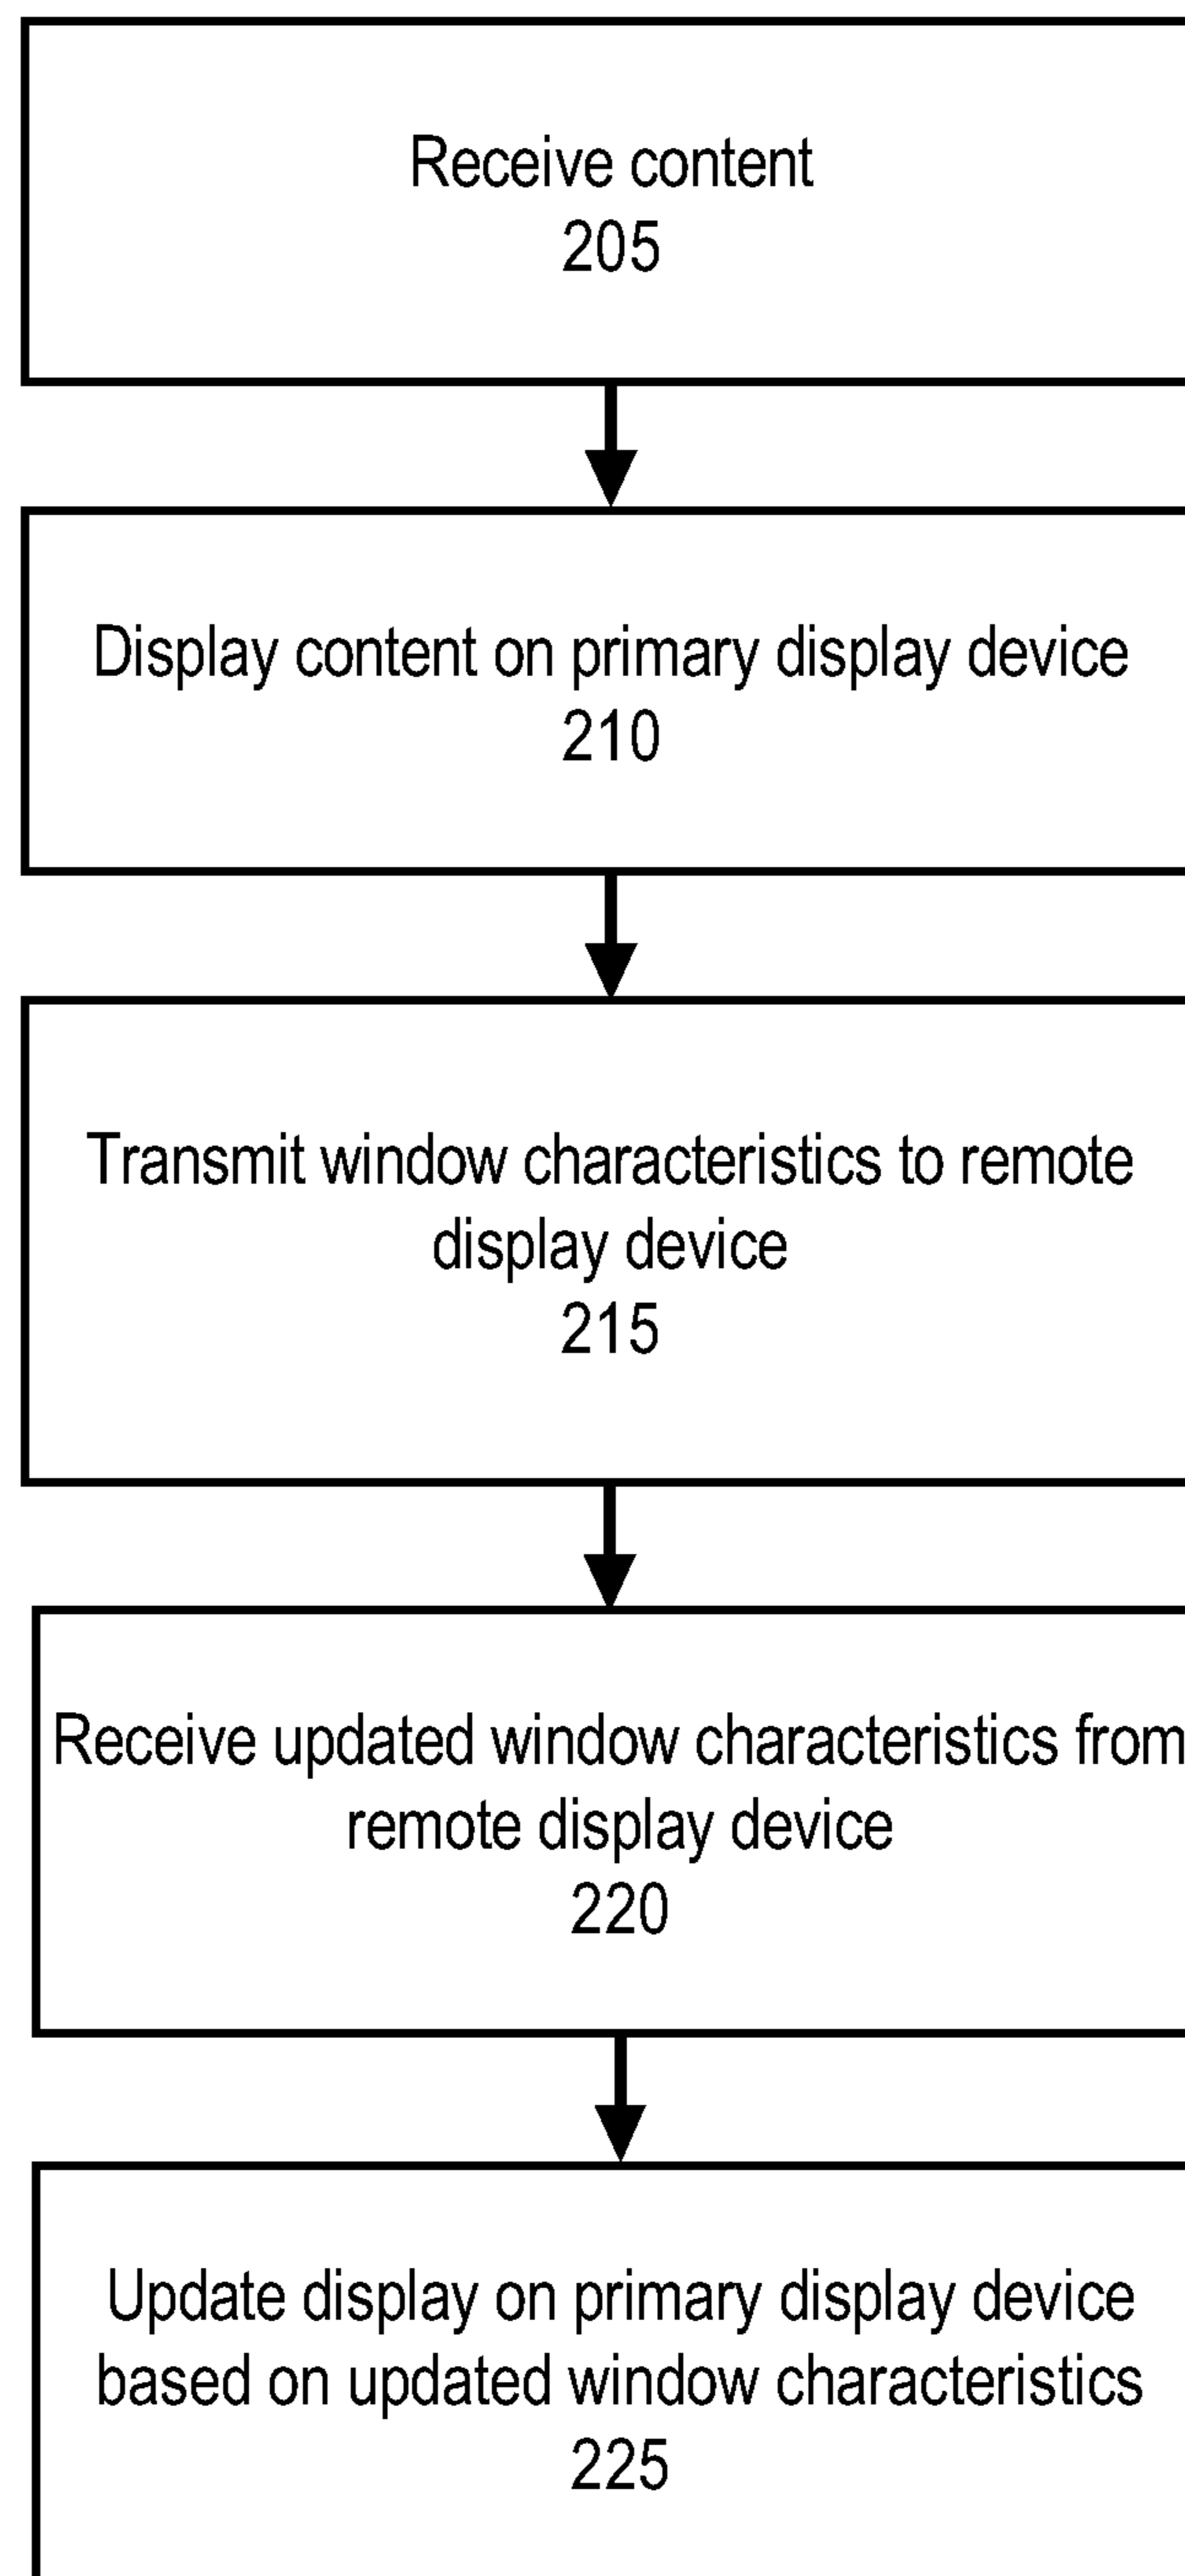 Receive content
205
Display content on primary display device
210
Transmit window characteristics to remote
display device
215
Receive updated window characteristics from
remote display device
220
Update display on primary display device
based on updated window characteristics
225